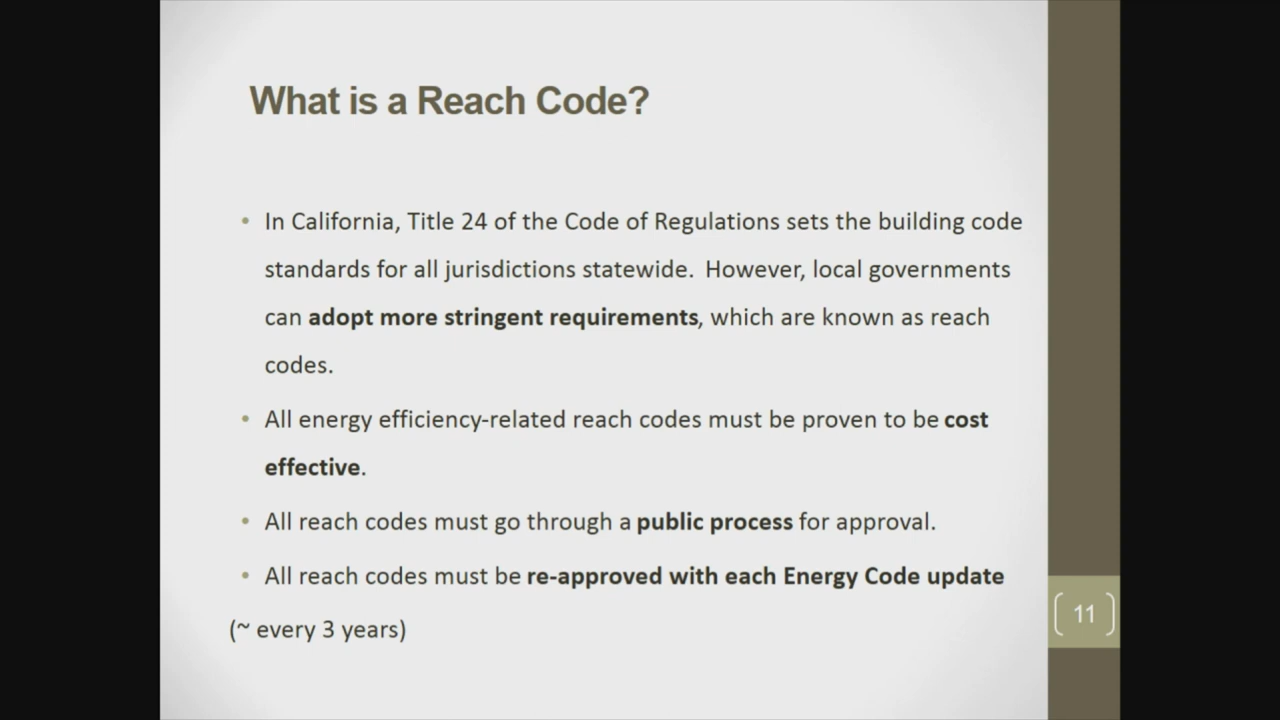 What is a Reach Code?
• In California, Title 24 of the Code of Regulations sets the building code
standards for all jurisdictions statewide.  However, local governments
can adopt more stringent requirements, which are known as reach
codes.
• All energy efficiency-related reach codes must be proven to be cost
effective.
• All reach codes must go through a public process for approval.
• All reach codes must be re-approved with each Energy Code update
(~ every 3 years)
11